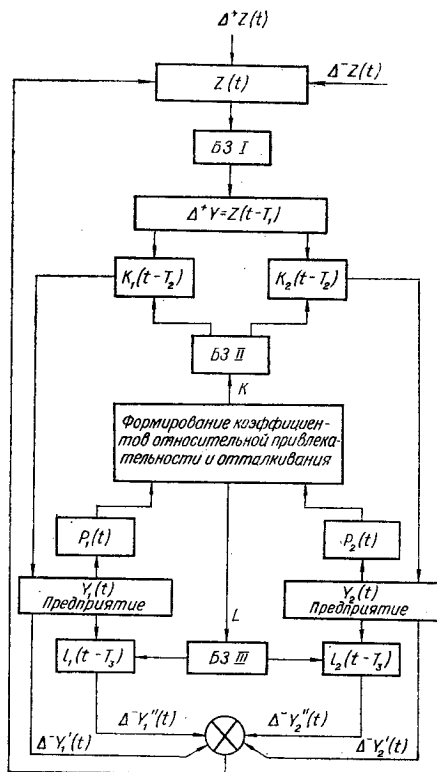 Δ⁺Z(t)
Z(t)
Δ⁻Z(t)
БЗ I
Δ⁺Y=Z(t-T₁)
K₁(t-T₂)
K₂(t-T₂)
БЗ II
K
Формирование коэффициен-
тов относительной привлека-
тельности и отталкивания
P₁(t)
P₂(t)
Y₁(t)
Предприятие
Y₂(t)
Предприятие
L
l₁(t-T₃)
БЗ III
l₂(t-T₃)
Δ⁻Y₁″(t)
Δ⁻Y₂″(t)
Δ⁻Y₁′(t)
Δ⁻Y₂′(t)